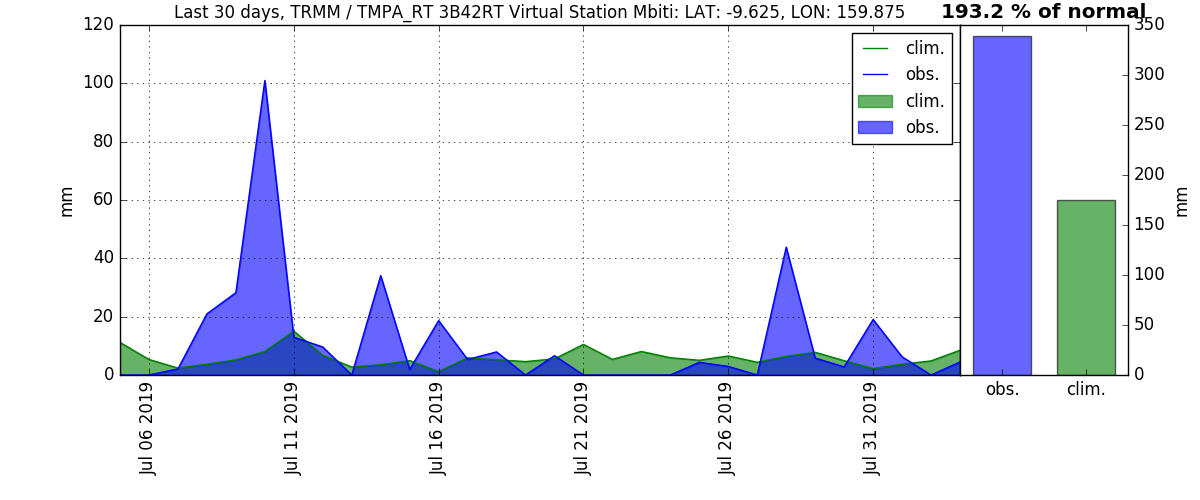 Last 30 days, TRMM / TMPA_RT 3B42RT Virtual Station Mbiti: LAT: -9.625, LON: 159.875
193.2 % of normal
120
100
80
60
40
20
0
mm
clim.
obs.
clim.
obs.
Jul 06 2019
Jul 11 2019
Jul 16 2019
Jul 21 2019
Jul 26 2019
Jul 31 2019
350
300
250
200
150
100
50
0
mm
obs.
clim.